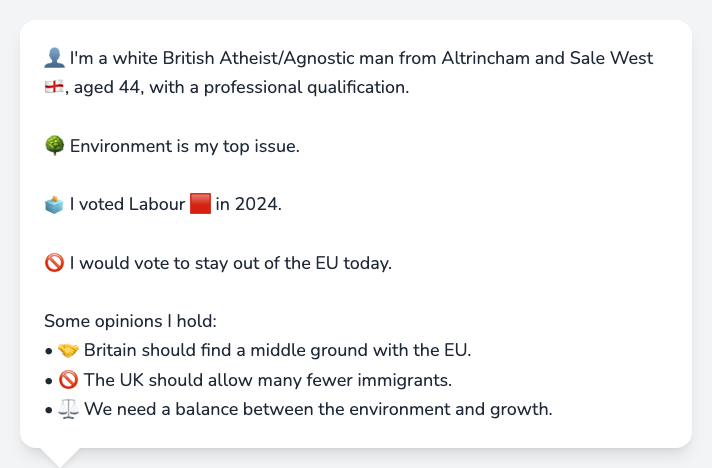 👤 I'm a white British Atheist/Agnostic man from Altrincham and Sale West
🏴󠁧󠁢󠁥󠁮󠁧󠁿, aged 44, with a professional qualification.
🌳 Environment is my top issue.
🗳️ I voted Labour 🟥 in 2024.
🚫 I would vote to stay out of the EU today.
Some opinions I hold:
• 🤝 Britain should find a middle ground with the EU.
• 🚫 The UK should allow many fewer immigrants.
• ⚖️ We need a balance between the environment and growth.